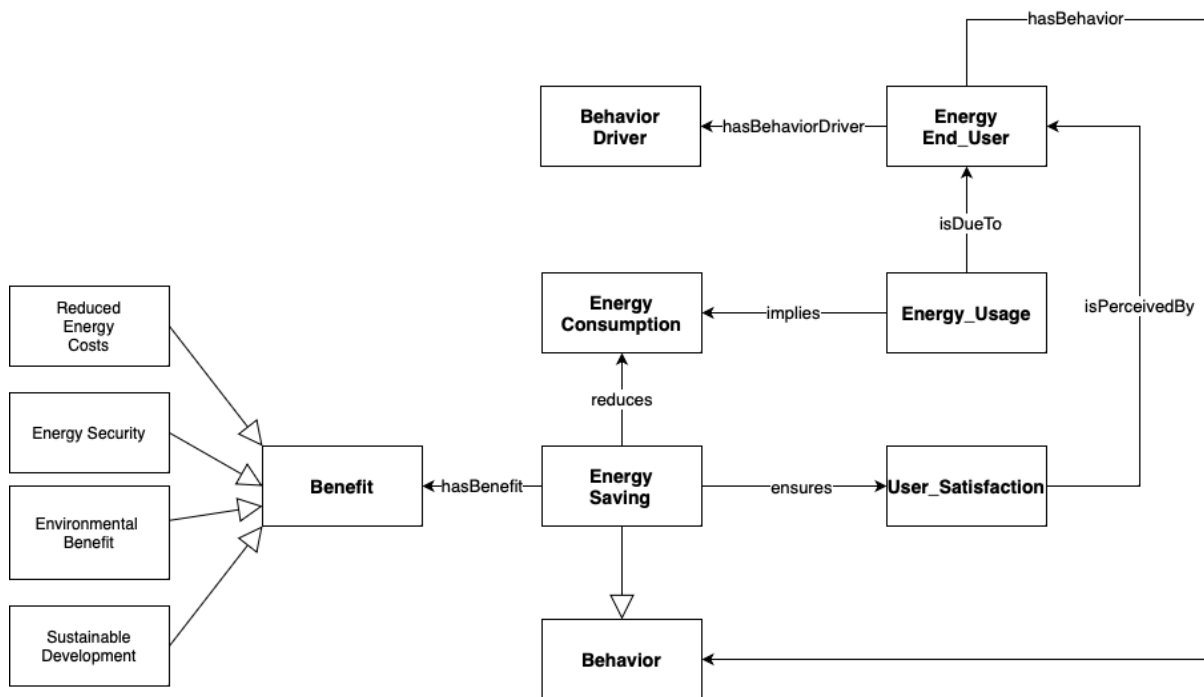 hasBehavior
Behavior
Driver
hasBehaviorDriver
Energy
End_User
isDueTo
Reduced
Energy
Costs
Energy
Consumption
implies
Energy_Usage
isPerceivedBy
reduces
Energy Security
Benefit
hasBenefit
Energy
Saving
ensures
User_Satisfaction
Environmental
Benefit
Sustainable
Development
Behavior